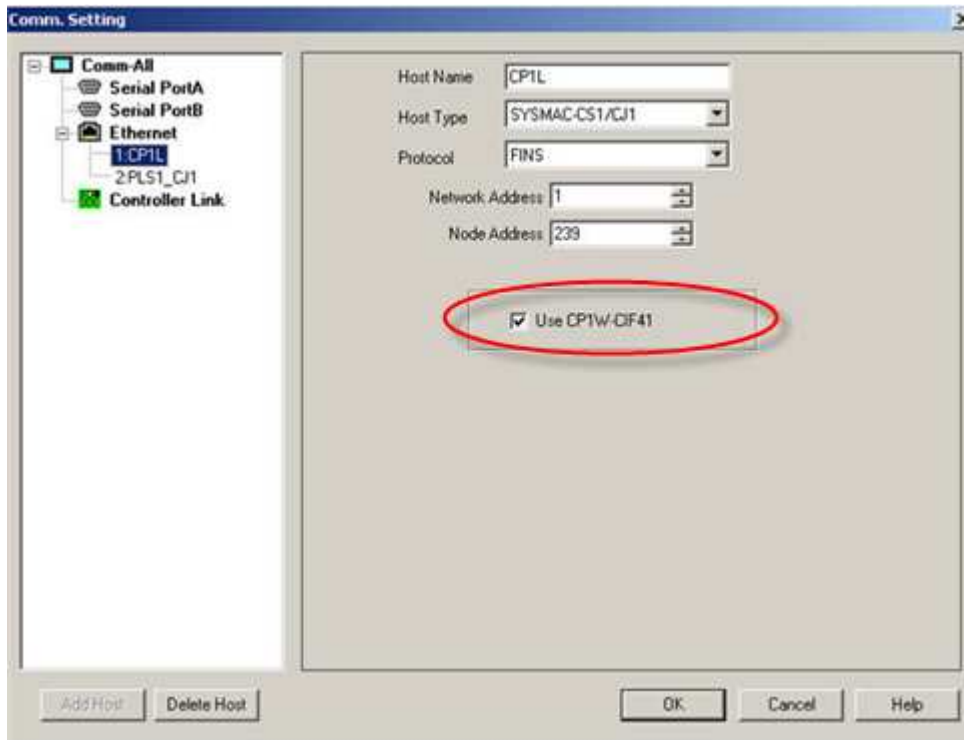 Comm. Setting
Comm-All
Serial PortA
Serial PortB
Ethernet
1:CP1L
2:PLS1_CJ1
Controller Link
Host Name CP1L
Host Type SYSMAC-CS1/CJ1
Protocol FINS
Network Address 1
Node Address 239
Use CP1W-CIF41
Add Host Delete Host OK Cancel Help